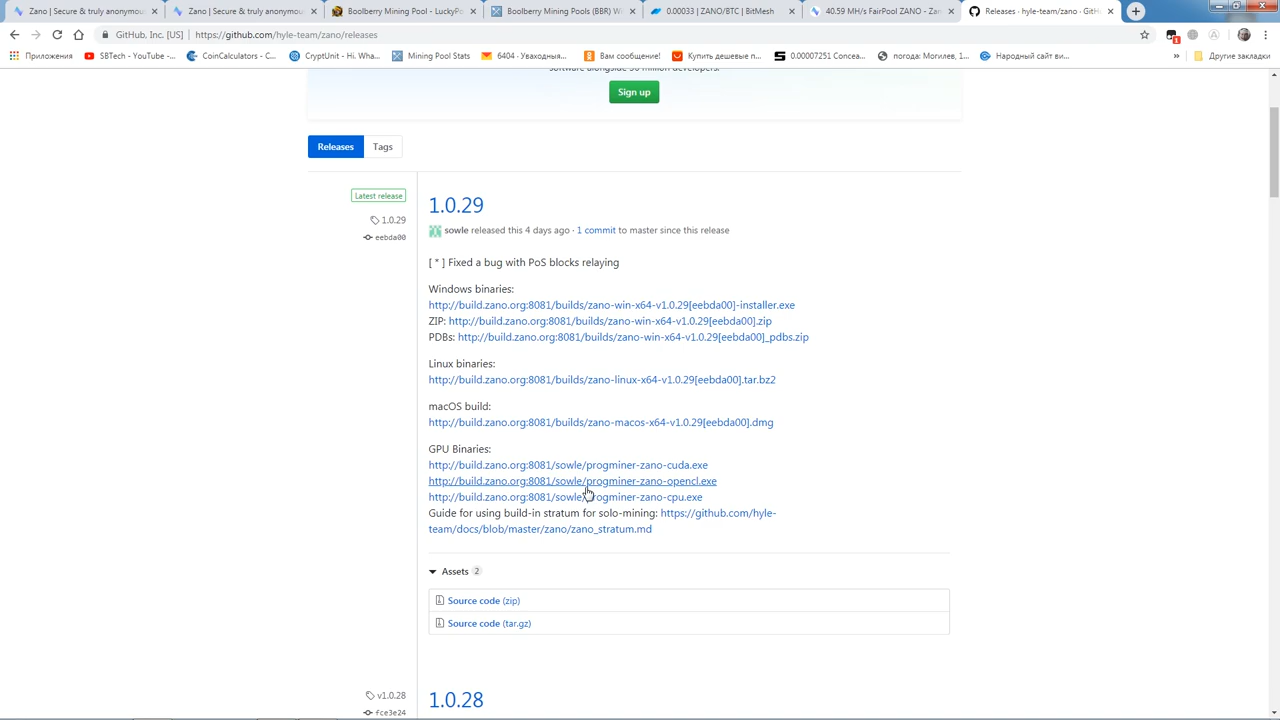 Zano | Secure & truly anonymous
Zano | Secure & truly anonymous
Boolberry Mining Pool - LuckyPo
Boolberry Mining Pools (BBR) W
0.00033 | ZANO/BTC | BitMesh
40.59 MH/s FairPool ZANO - Zan
Releases · hyle-team/zano · GitH
GitHub, Inc. [US] | https://github.com/hyle-team/zano/releases
Приложения
SBTech - YouTube -...
CoinCalculators - C...
CryptUnit - Hi. Wha...
Mining Pool Stats
6404 - Уваходныя...
Вам сообщение!
Купить дешевые п...
0.00007251 Concea...
погода: Могилев, 1...
Народный сайт ви...
»
Другие закладки
1
software alongside 36 million developers.
Sign up
Releases
Tags
Latest release
1.0.29
eebda00
1.0.29
sowle released this 4 days ago · 1 commit to master since this release
[ * ] Fixed a bug with PoS blocks relaying
Windows binaries:
http://build.zano.org:8081/builds/zano-win-x64-v1.0.29[eebda00]-installer.exe
ZIP: http://build.zano.org:8081/builds/zano-win-x64-v1.0.29[eebda00].zip
PDBs: http://build.zano.org:8081/builds/zano-win-x64-v1.0.29[eebda00]_pdbs.zip
Linux binaries:
http://build.zano.org:8081/builds/zano-linux-x64-v1.0.29[eebda00].tar.bz2
macOS build:
http://build.zano.org:8081/builds/zano-macos-x64-v1.0.29[eebda00].dmg
GPU Binaries:
http://build.zano.org:8081/sowle/progminer-zano-cuda.exe
http://build.zano.org:8081/sowle/progminer-zano-opencl.exe
http://build.zano.org:8081/sowle/progminer-zano-cpu.exe
Guide for using build-in stratum for solo-mining: https://github.com/hyle-
team/docs/blob/master/zano/zano_stratum.md
Assets 2
Source code (zip)
Source code (tar.gz)
v1.0.28
fce3e24
1.0.28